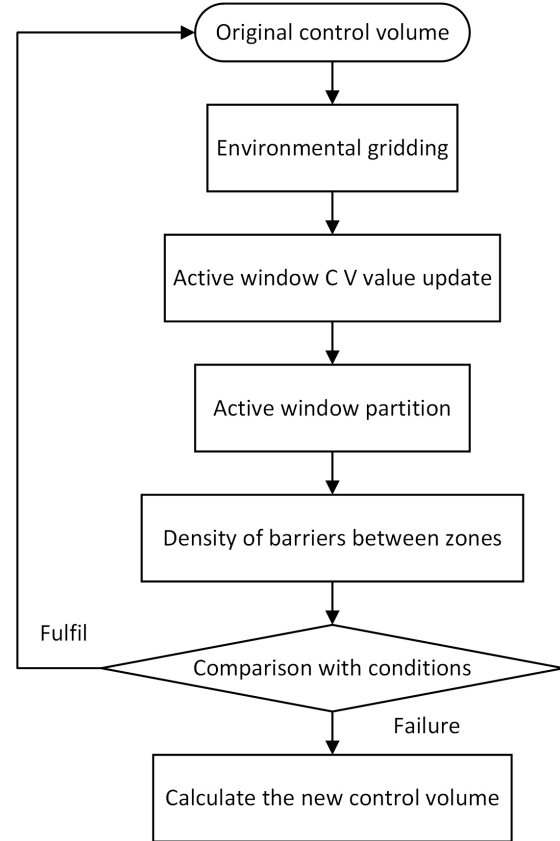 Original control volume
Environmental gridding
Active window C V value update
Active window partition
Density of barriers between zones
Fulfil
Comparison with conditions
Failure
Calculate the new control volume